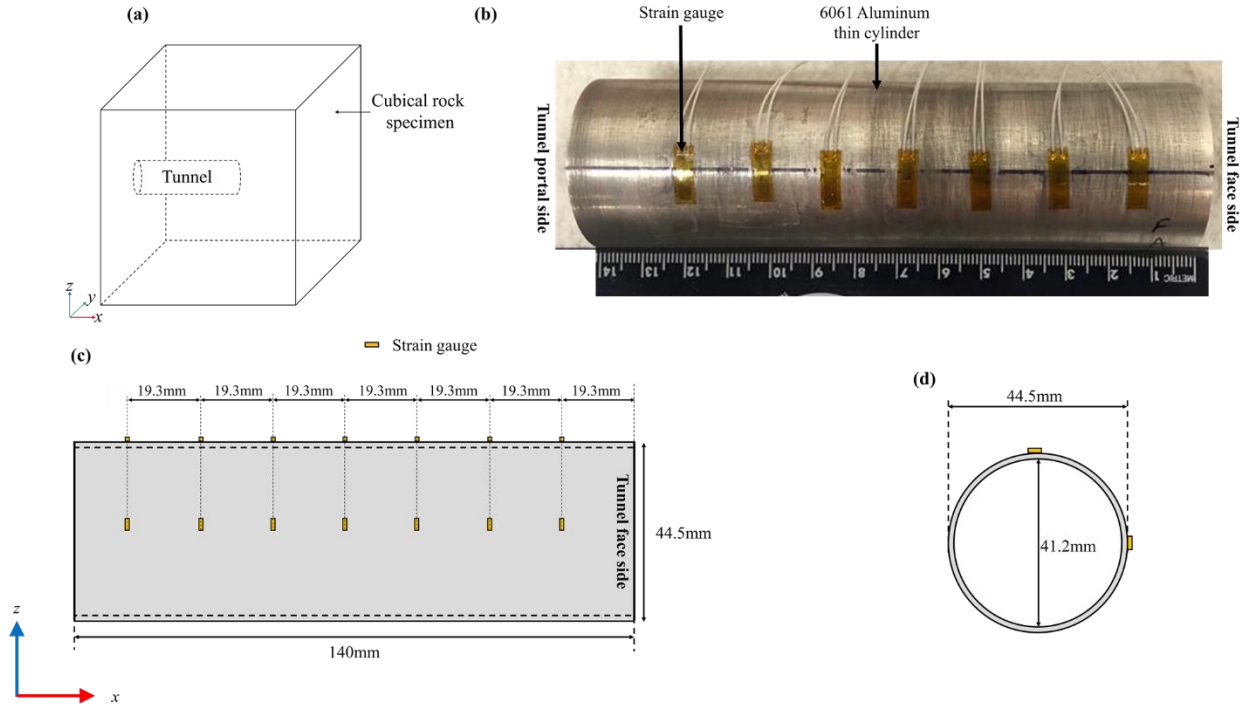 (a)
Cubical rock
specimen
Tunnel
z
y
x
(b)
Strain gauge
6061 Aluminum
thin cylinder
Tunnel portal side
Tunnel face side
F
A
14 13 12 11 10 9 8 7 6 5 4 3 2 1 METRIC
Strain gauge
(c)
19.3mm 19.3mm 19.3mm 19.3mm 19.3mm 19.3mm 19.3mm
Tunnel face side
44.5mm
140mm
z
x
(d)
44.5mm
41.2mm